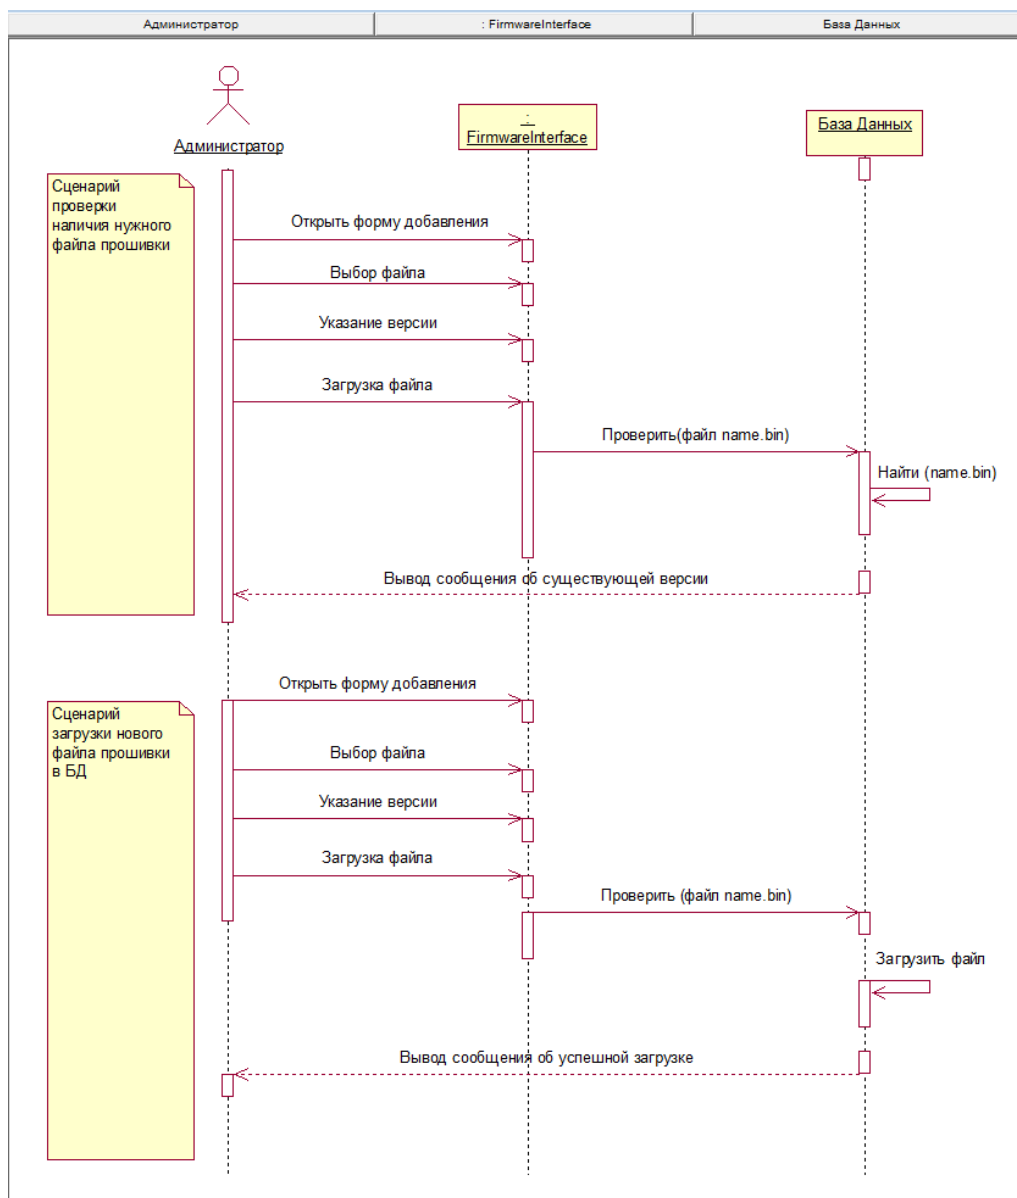 Администратор
: FirmwareInterface
База Данных
Администратор
:
FirmwareInterface
База Данных
Сценарий
проверки
наличия нужного
файла прошивки
Открыть форму добавления
Выбор файла
Указание версии
Загрузка файла
Проверить(файл name.bin)
Найти (name.bin)
Вывод сообщения об существующей версии
Сценарий
загрузки нового
файла прошивки
в БД
Открыть форму добавления
Выбор файла
Указание версии
Загрузка файла
Проверить (файл name.bin)
Загрузить файл
Вывод сообщения об успешной загрузке